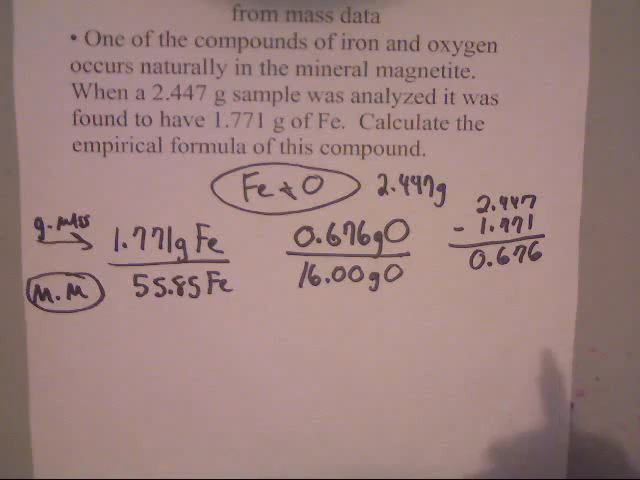 from mass data
• One of the compounds of iron and oxygen
occurs naturally in the mineral magnetite.
When a 2.447 g sample was analyzed it was
found to have 1.771 g of Fe. Calculate the
empirical formula of this compound.
Fe + O 2.447g
2.447
- 1.771
0.676
g. mass 1.771g Fe 0.676g O
M.M 55.85 Fe 16.00g O